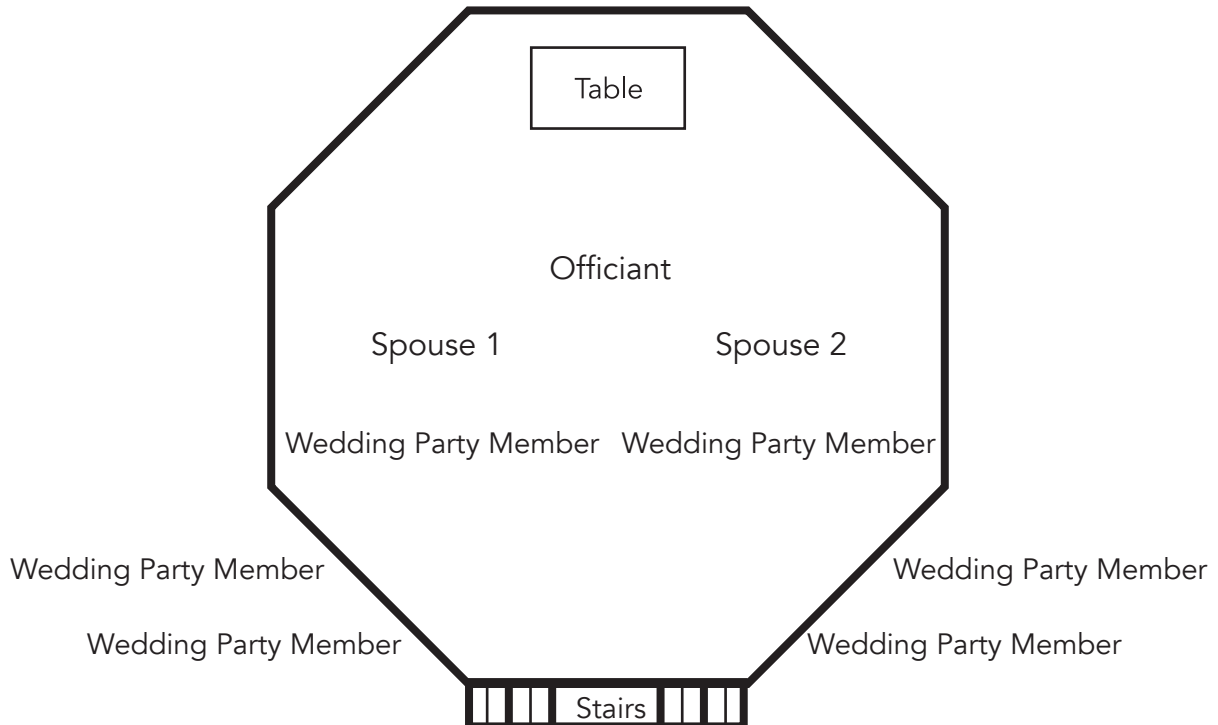 Table
Officiant
Spouse 1 Spouse 2
Wedding Party Member Wedding Party Member
Wedding Party Member Wedding Party Member
Wedding Party Member Wedding Party Member
Stairs